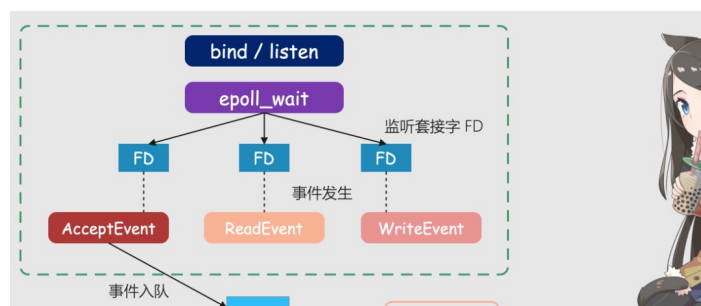 bind / listen
epoll_wait
监听套接字 FD
FD
FD
FD
事件发生
AcceptEvent
ReadEvent
WriteEvent
事件入队